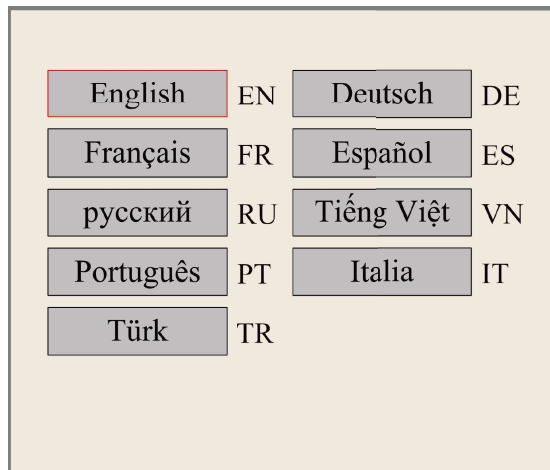 English EN Deutsch DE
Français FR Español ES
русский RU Tiếng Việt VN
Português PT Italia IT
Türk TR